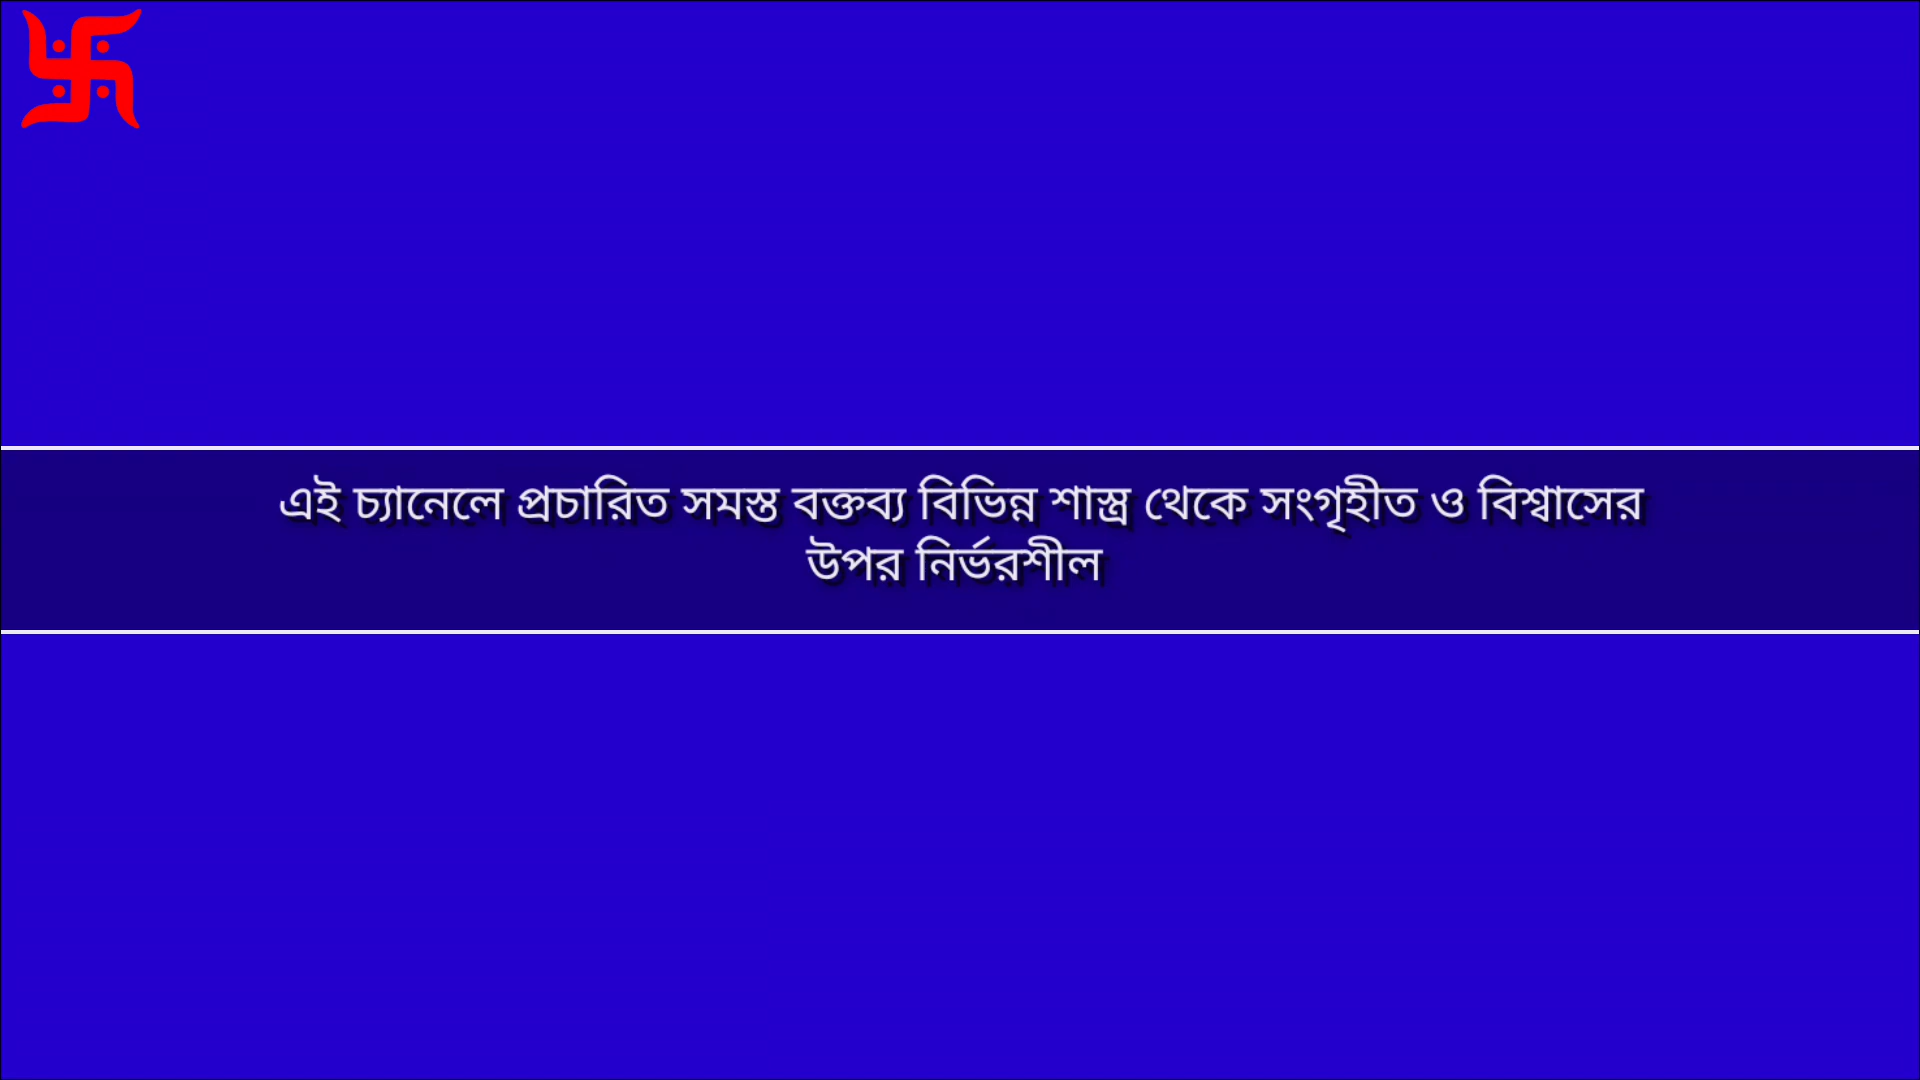 এই চ্যানেলে প্রচারিত সমস্ত বক্তব্য বিভিন্ন শাস্ত্র থেকে সংগৃহীত ও বিশ্বাসের
উপর নির্ভরশীল